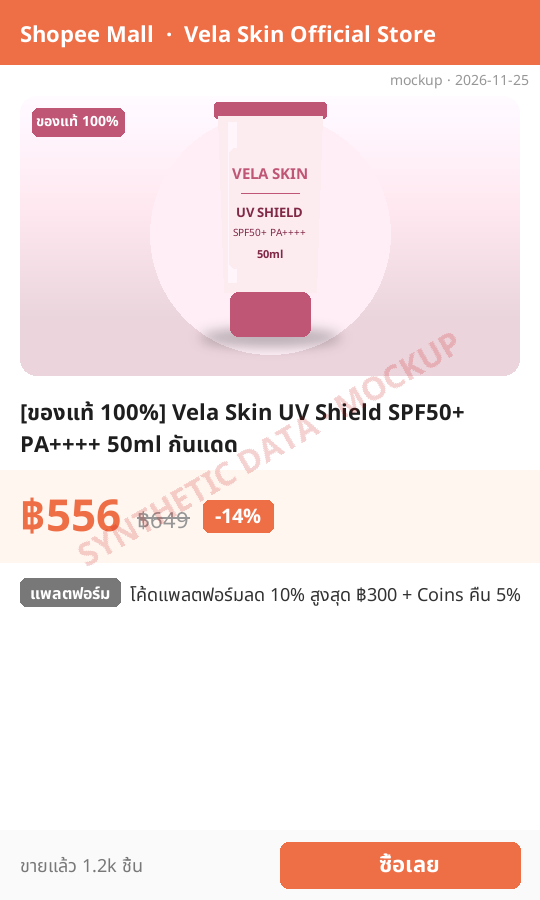 Shopee Mall · Vela Skin Official Store
mockup · 2026-11-25
ของแท้ 100%
VELA SKIN
UV SHIELD
SPF50+ PA++++
50ml
[ของแท้ 100%] Vela Skin UV Shield SPF50+
PA++++ 50ml กันแดด
SYNTHETIC DATA · MOCKUP
฿556 ฿649 -14%
แพลตฟอร์ม โค้ดแพลตฟอร์มลด 10% สูงสุด ฿300 + Coins คืน 5%
ขายแล้ว 1.2k ชิ้น
ซื้อเลย